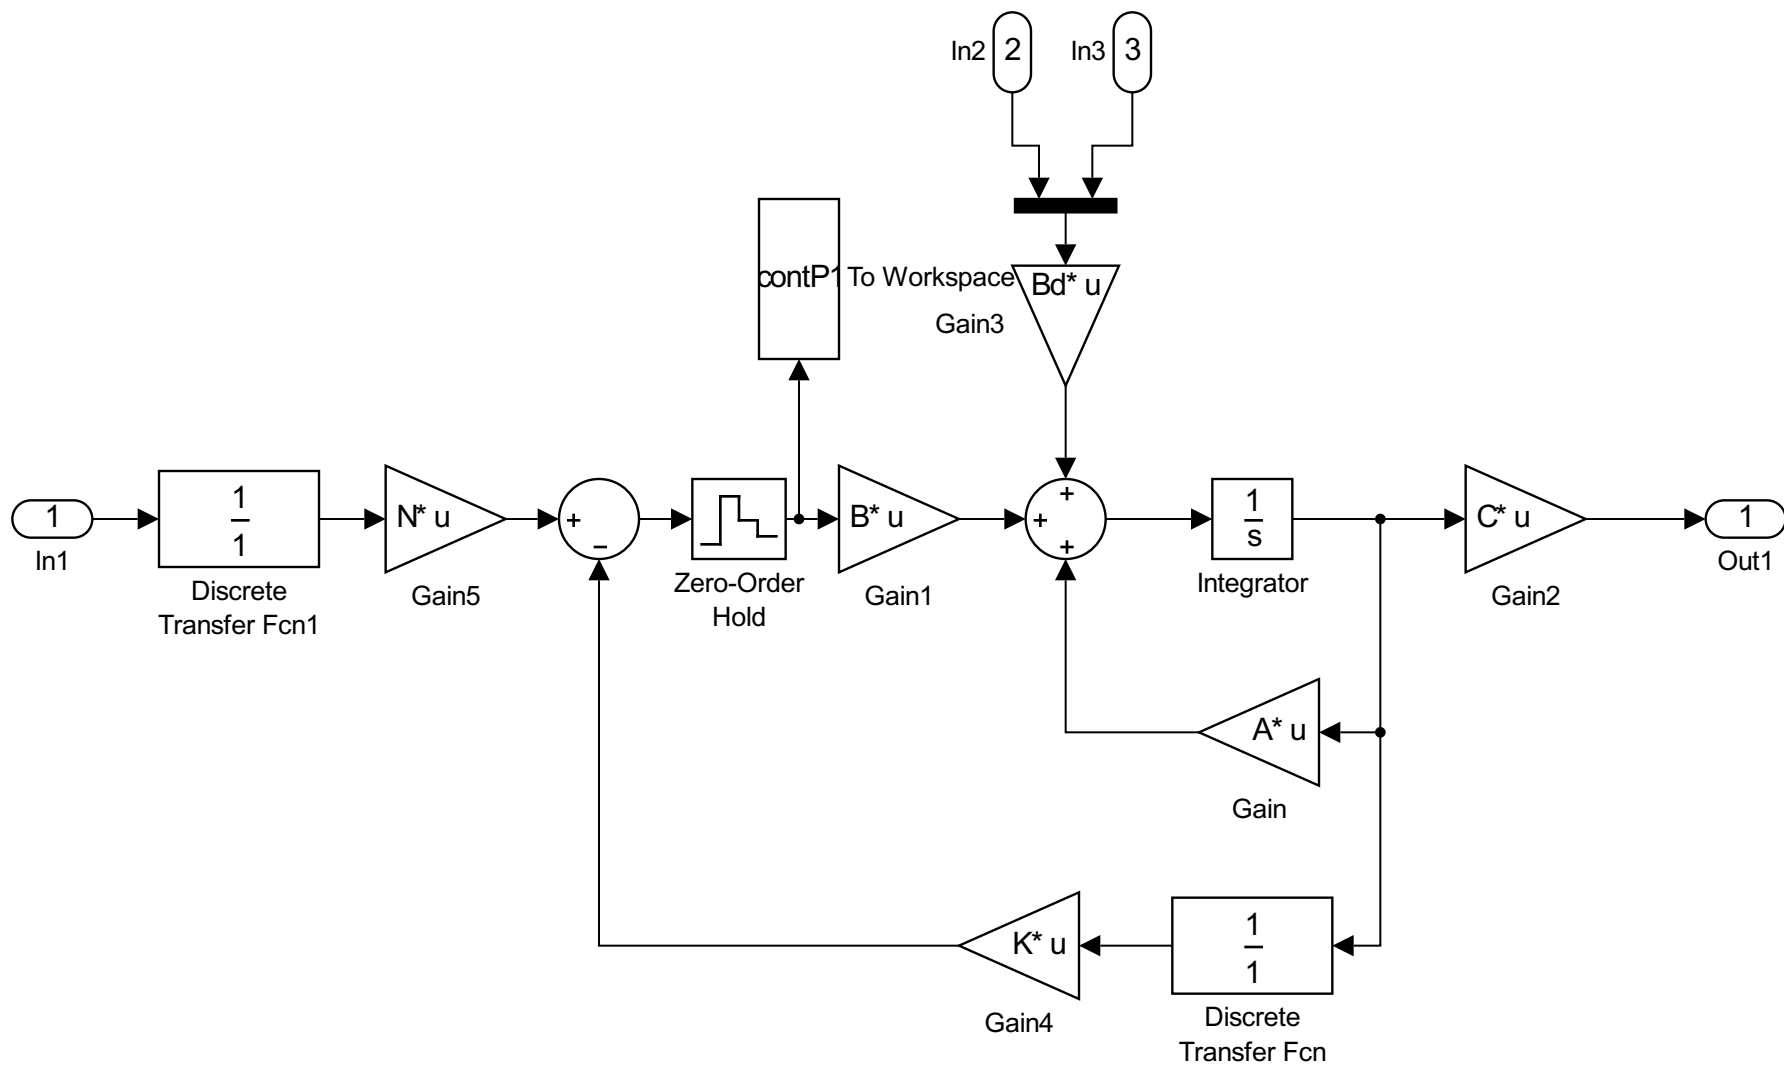 In2 2
In3 3
contP1
To Workspace
Bd* u
Gain3
1
In1
1
1
Discrete
Transfer Fcn1
N* u
Gain5
+
−
Zero-Order
Hold
B* u
Gain1
+
+
+
1
s
Integrator
C* u
Gain2
1
Out1
A* u
Gain
K* u
Gain4
1
1
Discrete
Transfer Fcn